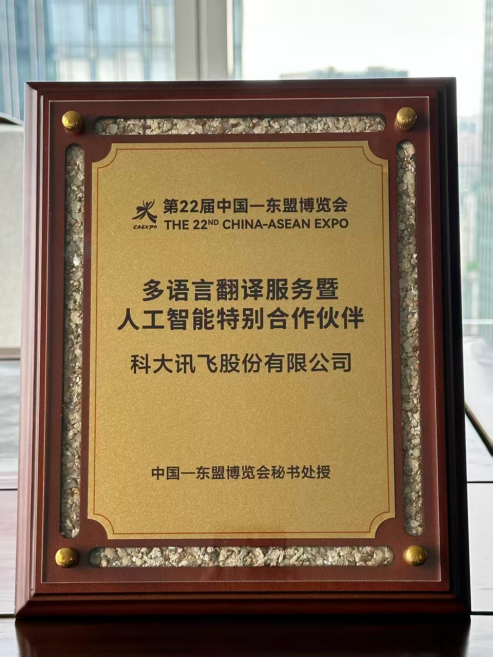 第22届中国—东盟博览会
CAEXPO
THE 22ND CHINA-ASEAN EXPO
多语言翻译服务暨
人工智能特别合作伙伴
科大讯飞股份有限公司
中国—东盟博览会秘书处授